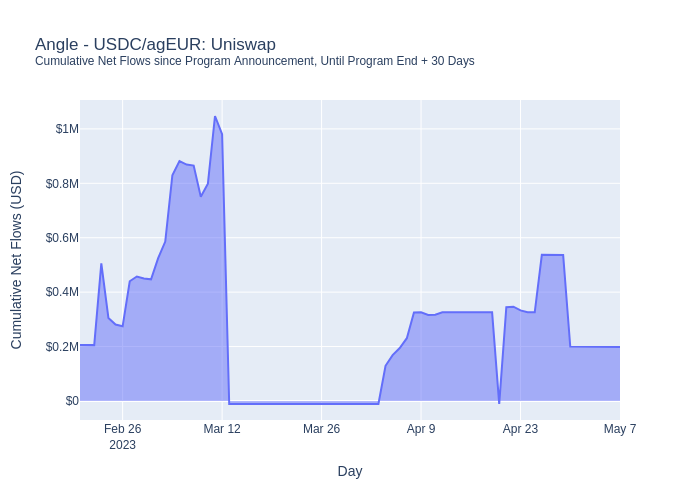 Angle - USDC/agEUR: Uniswap
Cumulative Net Flows since Program Announcement, Until Program End + 30 Days
Cumulative Net Flows (USD)
$1M
$0.8M
$0.6M
$0.4M
$0.2M
$0
Feb 26
2023
Mar 12
Mar 26
Apr 9
Apr 23
May 7
Day